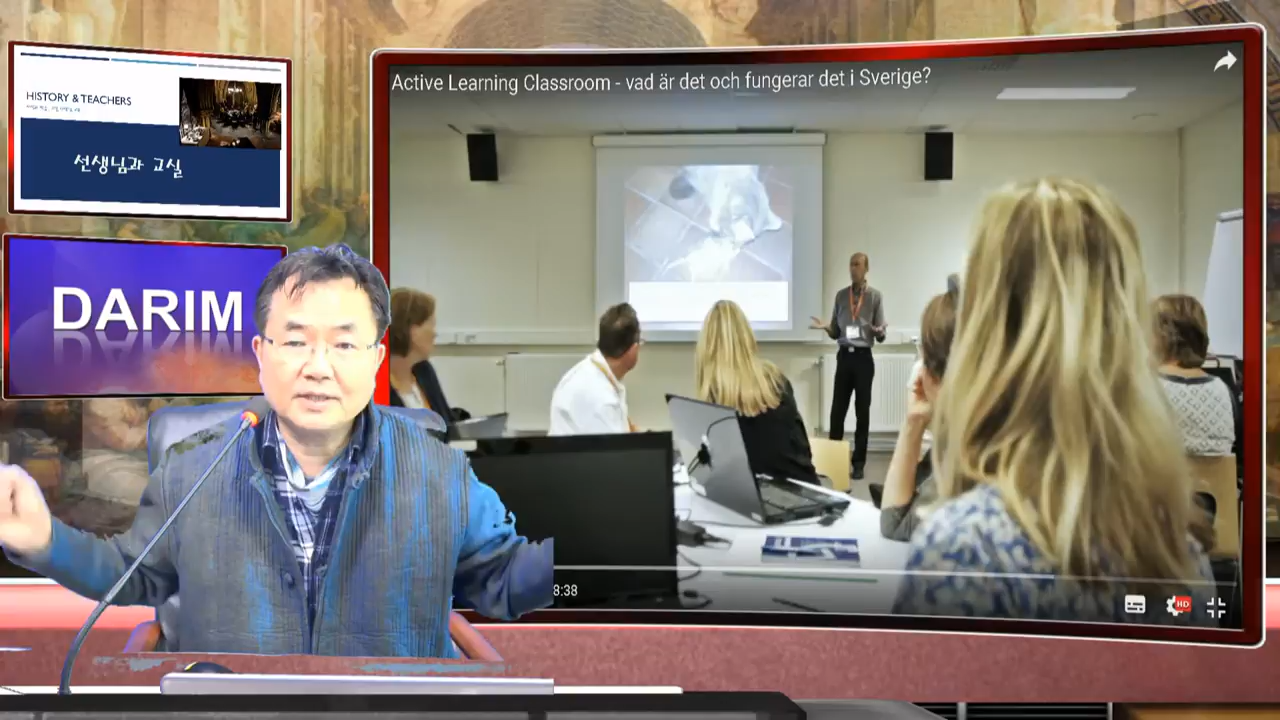 HISTORY & TEACHERS
선생님과 교실
DARIM
Active Learning Classroom - vad är det och fungerar det i Sverige?
8:38
HD